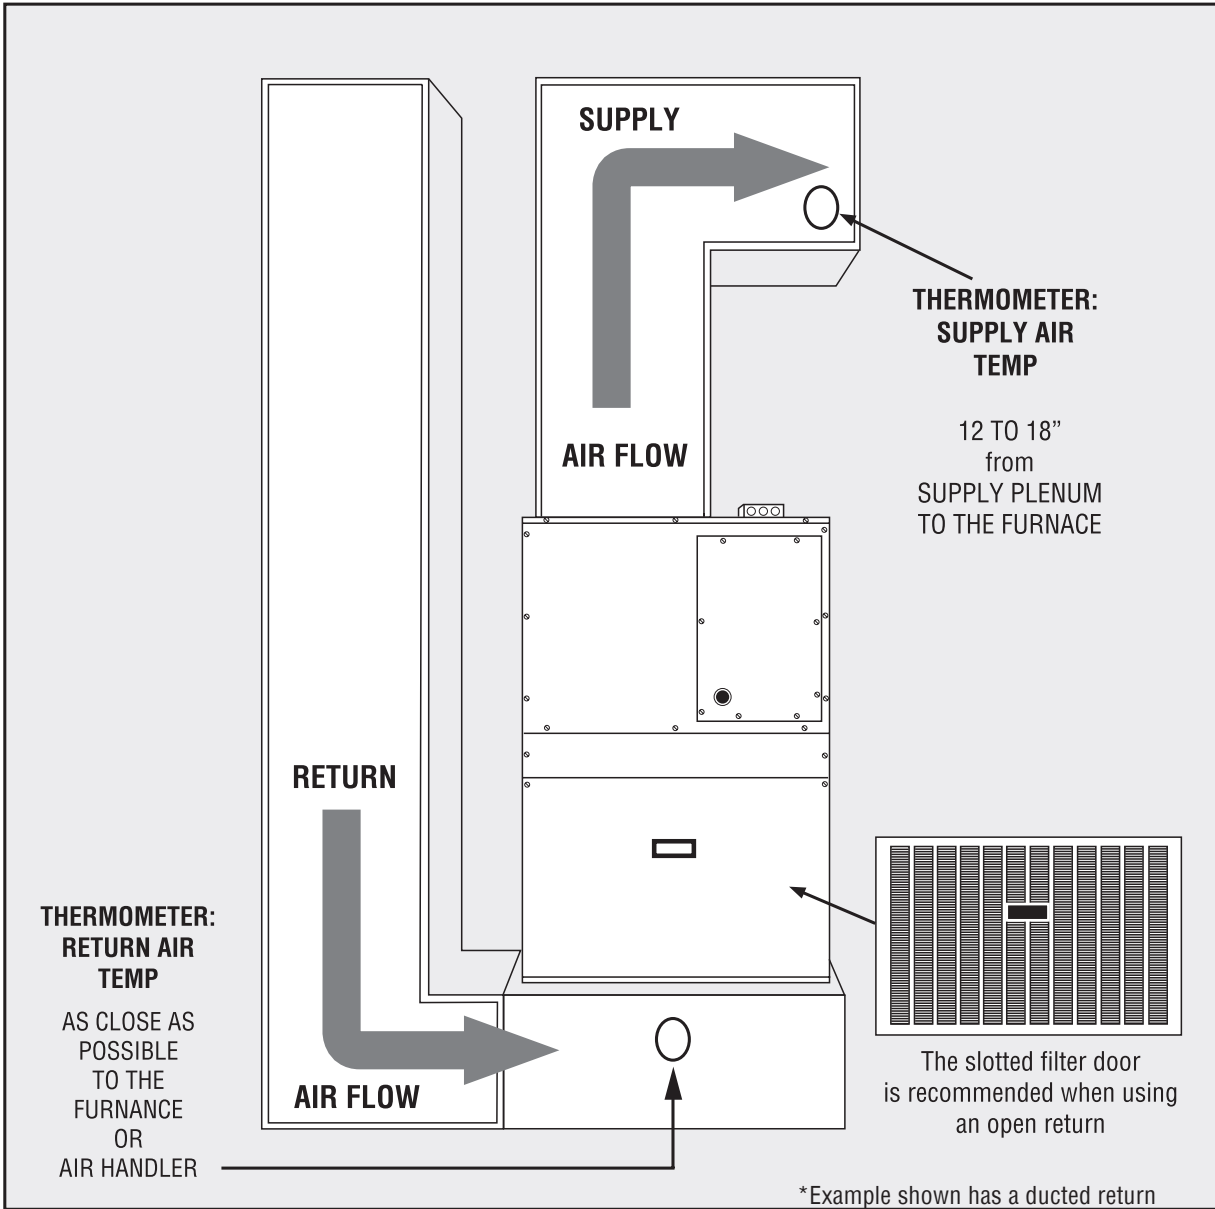 SUPPLY
AIR FLOW
THERMOMETER:
SUPPLY AIR
TEMP
12 TO 18”
from
SUPPLY PLENUM
TO THE FURNACE
RETURN
AIR FLOW
THERMOMETER:
RETURN AIR
TEMP
AS CLOSE AS
POSSIBLE
TO THE
FURNANCE
OR
AIR HANDLER
The slotted filter door
is recommended when using
an open return
*Example shown has a ducted return